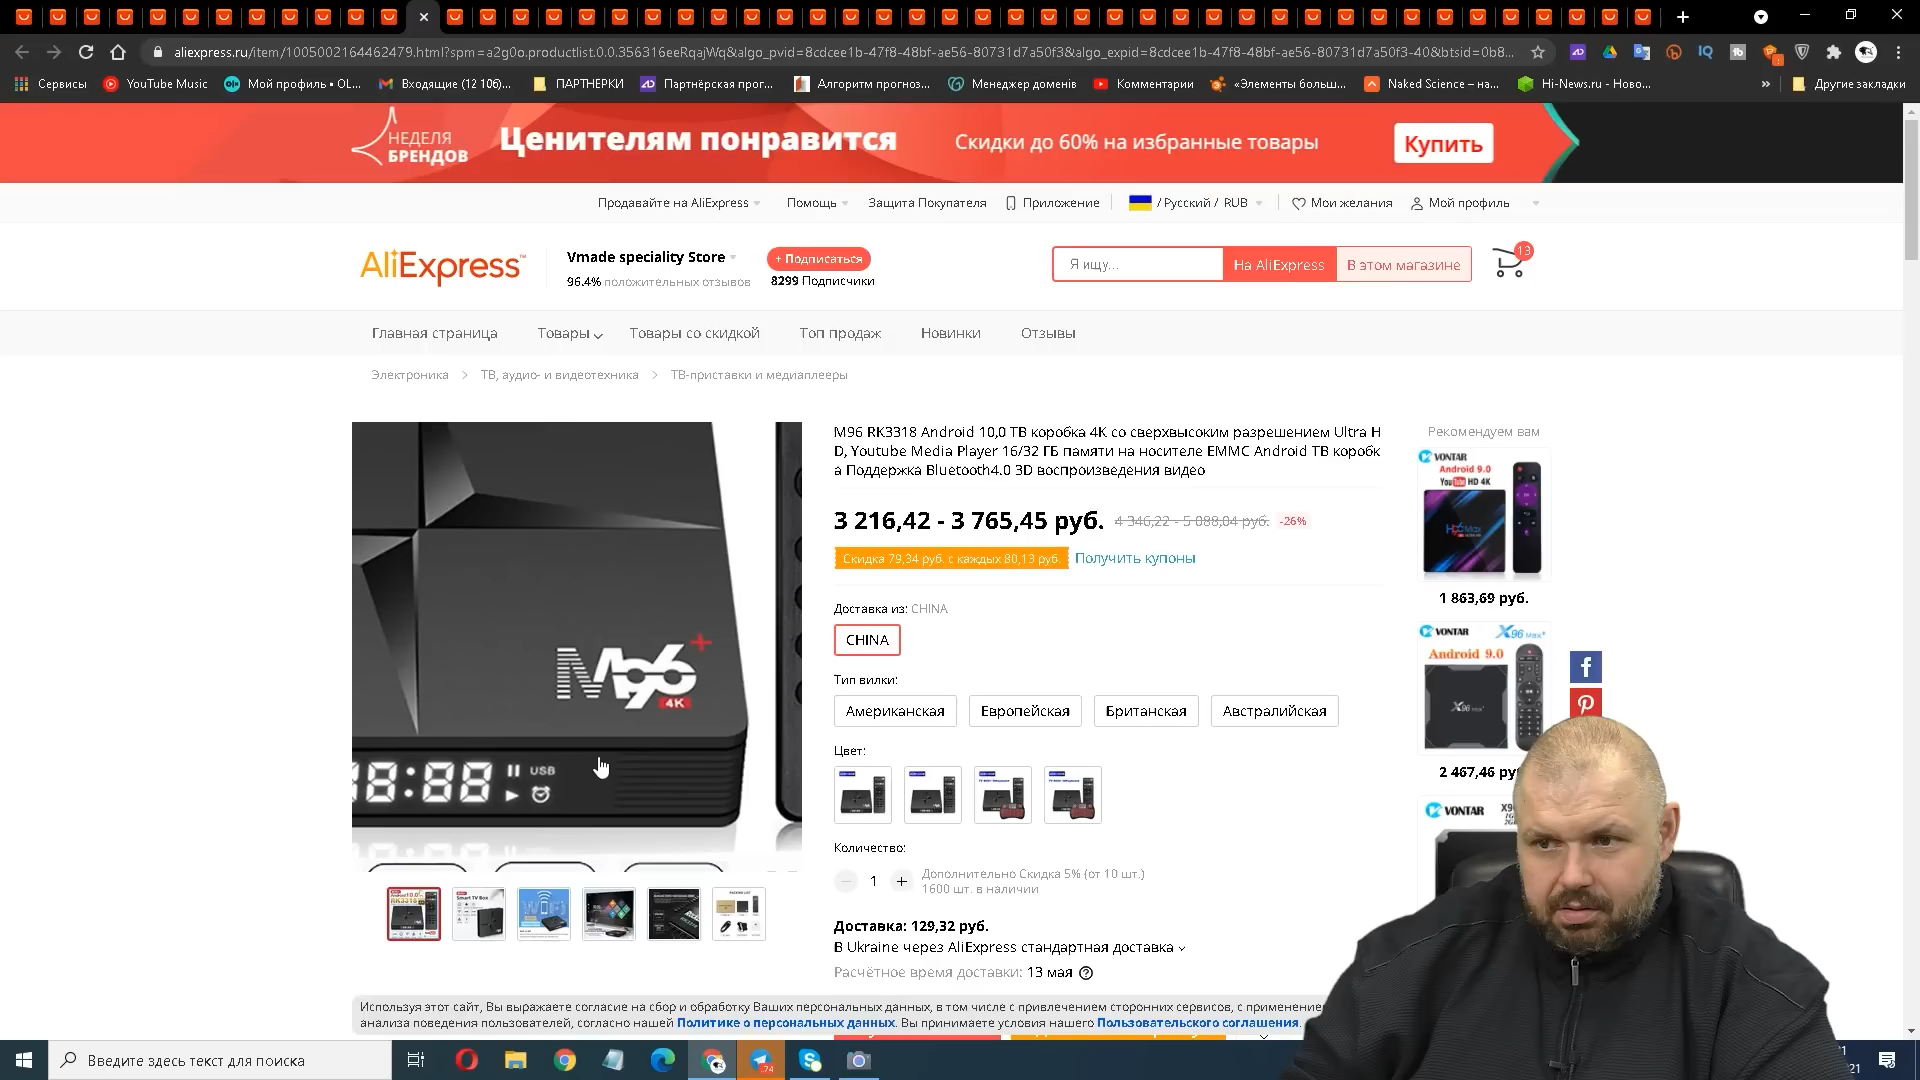 aliexpress.ru/item/1005002164462479.html?spm=a2g0o.productlist.0.0.356316eeRqajWq&algo_pvid=8cdcee1b-47f8-48bf-ae56-80731d7a50f3&algo_expid=8cdcee1b-47f8-48bf-ae56-80731d7a50f3-40&btsid=0b8...
Сервисы YouTube Music Мой профиль • OL... Входящие (12 106)... ПАРТНЕРКИ Партнёрская прог... Алгоритм прогноз... Менеджер доменів Комментарии «Элементы больш... Naked Science – на... Hi-News.ru - Ново... » Другие закладки
НЕДЕЛЯ
БРЕНДОВ
Ценителям понравится
Скидки до 60% на избранные товары
Купить
Продавайте на AliExpress Помощь Защита Покупателя Приложение / Русский / RUB Мои желания Мой профиль
AliExpress™
Vmade speciality Store
96.4% положительных отзывов
+ Подписаться
8299 Подписчики
Я ищу... На AliExpress В этом магазине
13
Главная страница Товары Товары со скидкой Топ продаж Новинки Отзывы
Электроника > ТВ, аудио- и видеотехника > ТВ-приставки и медиаплееры
M96+
4K
88:88 USB
M96 RK3318 Android 10,0 ТВ коробка 4K со сверхвысоким разрешением Ultra H
D, Youtube Media Player 16/32 ГБ памяти на носителе EMMC Android ТВ коробк
а Поддержка Bluetooth4.0 3D воспроизведения видео
3 216,42 - 3 765,45 руб. 4 346,22 - 5 088,04 руб. -26%
Скидка 79,34 руб. с каждых 80,13 руб. Получить купоны
Доставка из: CHINA
CHINA
Тип вилки:
Американская Европейская Британская Австралийская
Цвет:
Количество:
1 +
Дополнительно Скидка 5% (от 10 шт.)
1600 шт. в наличии
Доставка: 129,32 руб.
В Ukraine через AliExpress стандартная доставка
Расчётное время доставки: 13 мая
Рекомендуем вам
VONTAR
Android 9.0
YouTube HD 4K
1 863,69 руб.
VONTAR X96 Max+
Android 9.0
X96 Max+
2 467,46
VONTAR
Используя этот сайт, Вы выражаете согласие на сбор и обработку Ваших персональных данных, в том числе с привлечением сторонних сервисов, с применение
анализа поведения пользователей, согласно нашей Политике о персональных данных. Вы принимаете условия нашего Пользовательского соглашения.
Введите здесь текст для поиска
74